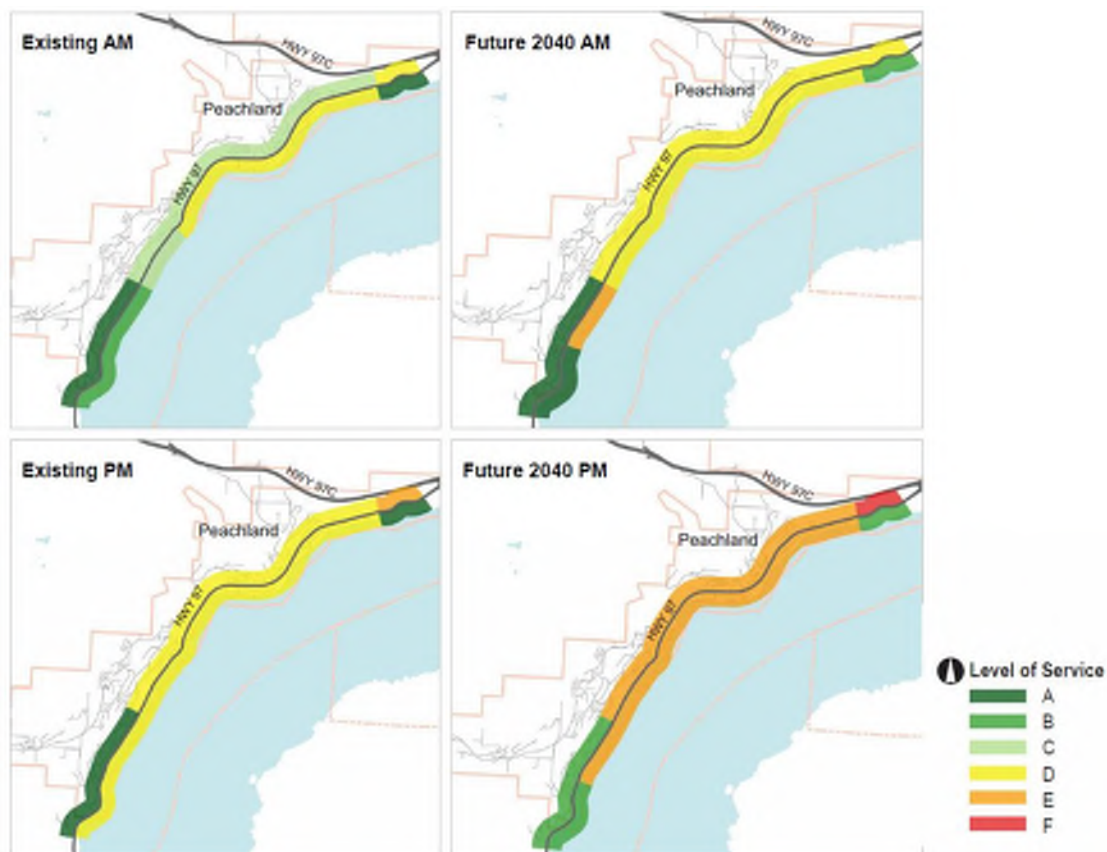 Existing AM
HWY 97C
Peachland
HWY 97
Future 2040 AM
HWY 97C
Peachland
HWY 97
Existing PM
HWY 97C
Peachland
HWY 97
Future 2040 PM
HWY 97C
Peachland
HWY 97
Level of Service
A
B
C
D
E
F